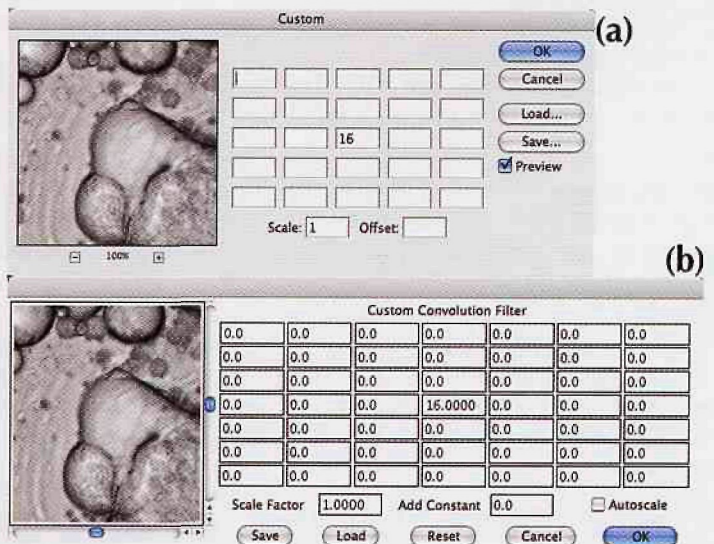 Custom
(a)
OK
Cancel
Load...
16
Save...
Preview
Scale: 1 Offset:
100%
(b)
Custom Convolution Filter
0.0 0.0 0.0 0.0 0.0 0.0 0.0
0.0 0.0 0.0 0.0 0.0 0.0 0.0
0.0 0.0 0.0 0.0 0.0 0.0 0.0
0.0 0.0 0.0 16.0000 0.0 0.0 0.0
0.0 0.0 0.0 0.0 0.0 0.0 0.0
0.0 0.0 0.0 0.0 0.0 0.0 0.0
0.0 0.0 0.0 0.0 0.0 0.0 0.0
Scale Factor 1.0000 Add Constant 0.0 Autoscale
Save Load Reset Cancel OK